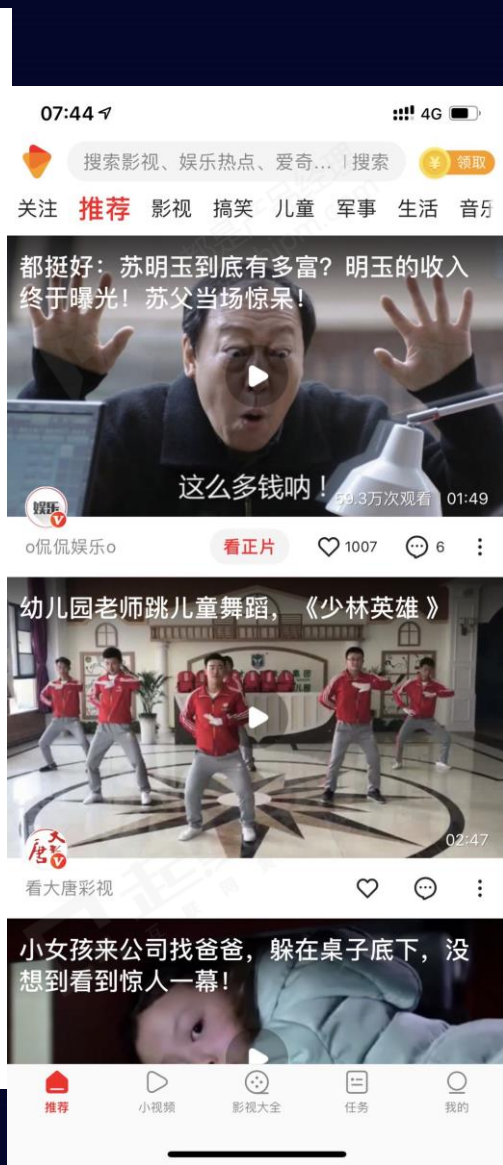 07:44
4G
搜索影视、娱乐热点、爱奇... | 搜索
¥ 领取
关注 推荐 影视 搞笑 儿童 军事 生活 音乐
都挺好：苏明玉到底有多富？明玉的收入
终于曝光！苏父当场惊呆！
这么多钱呐！
59.3万次观看 01:49
娱乐
o侃侃娱乐o
看正片
1007
6
幼儿园老师跳儿童舞蹈，《少林英雄 》
02:47
看大唐彩视
小女孩来公司找爸爸，躲在桌子底下，没
想到看到惊人一幕！
推荐 小视频 影视大全 任务 我的